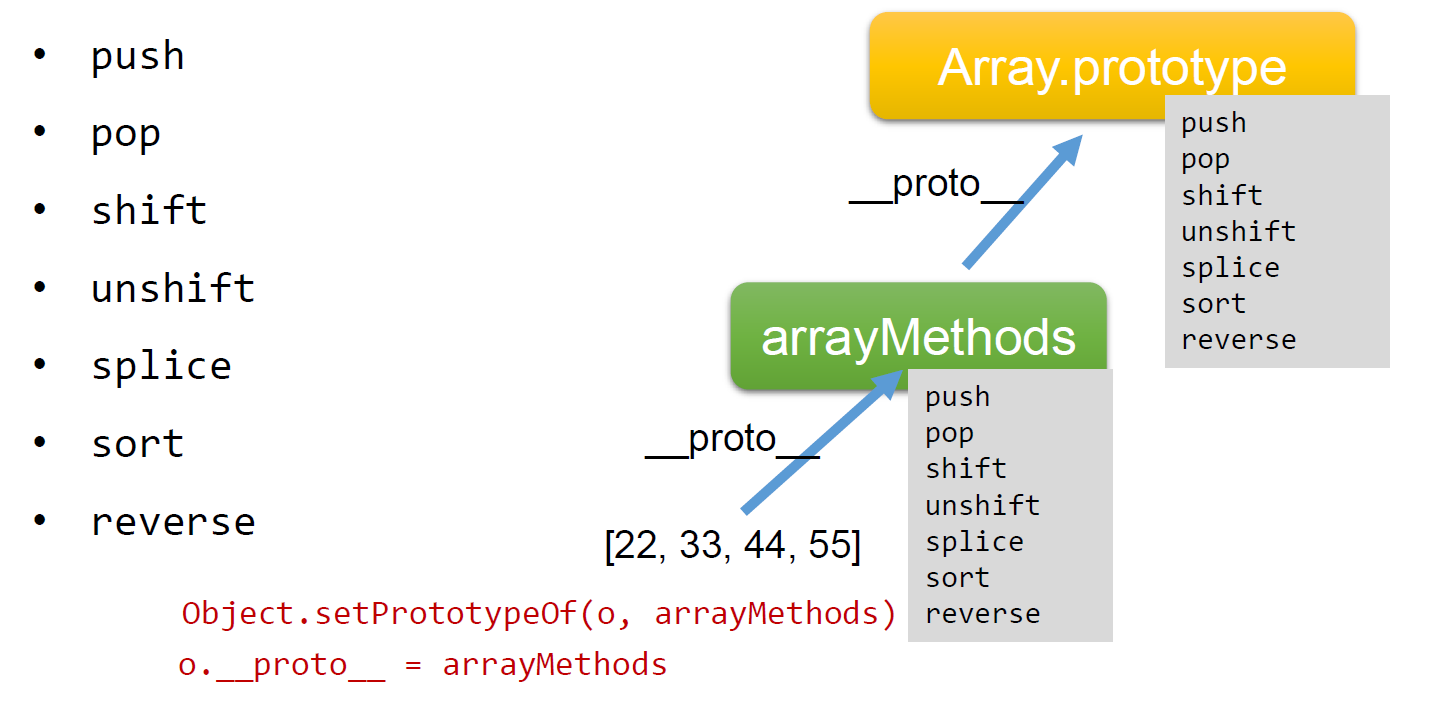 • push
• pop
• shift
• unshift
• splice
• sort
• reverse
Array.prototype
push
pop
shift
unshift
splice
sort
reverse
__proto__
arrayMethods
push
pop
shift
unshift
splice
sort
reverse
__proto__
[22, 33, 44, 55]
Object.setPrototypeOf(o, arrayMethods)
o.__proto__ = arrayMethods